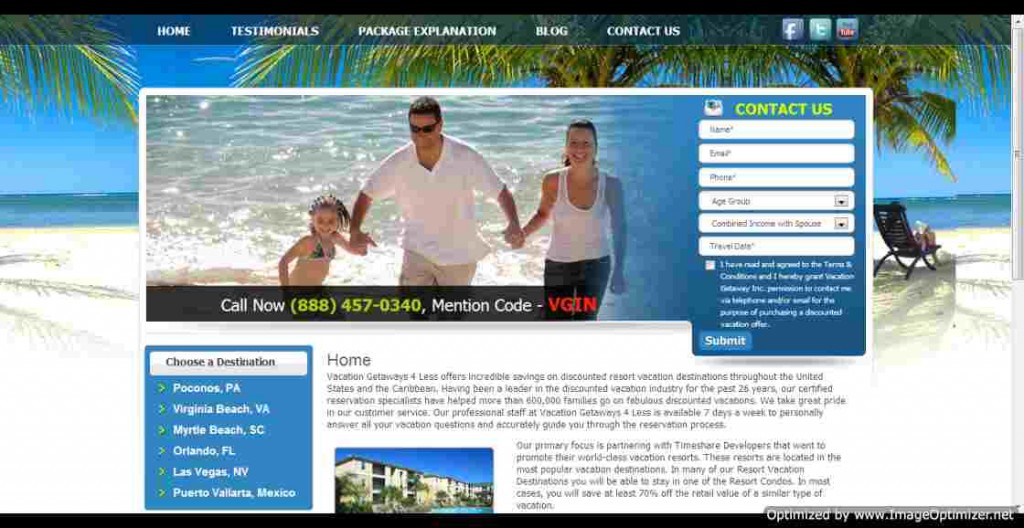 HOME TESTIMONIALS PACKAGE EXPLANATION BLOG CONTACT US
CONTACT US
Name*
Email*
Phone*
Age Group
Combined Income with Spouse
Travel Date*
I have read and agreed to the Terms &
Conditions and I hereby grant Vacation
Getaway Inc. permission to contact me
via telephone and/or email for the
purpose of purchasing a discounted
vacation offer.
Submit
Call Now (888) 457-0340, Mention Code - VGIN
Choose a Destination
Poconos, PA
Virginia Beach, VA
Myrtle Beach, SC
Orlando, FL
Las Vegas, NV
Puerto Vallarta, Mexico
Home
Vacation Getaways 4 Less offers incredible savings on discounted resort vacation destinations throughout the United
States and the Caribbean. Having been a leader in the discounted vacation industry for the past 26 years, our certified
reservation specialists have helped more than 600,000 families go on fabulous discounted vacations. We take great pride
in our customer service. Our professional staff at Vacation Getaways 4 Less is available 7 days a week to personally
answer all your vacation questions and accurately guide you through the reservation process.
Our primary focus is partnering with Timeshare Developers that want to
promote their world-class vacation resorts. These resorts are located in the
most popular vacation destinations. In many of our Resort Vacation
Destinations you will be able to stay in one of the Resort Condos. In most
cases, you will save at least 70% off the retail value of a similar type of
vacation.
Optimized by www.ImageOptimizer.net